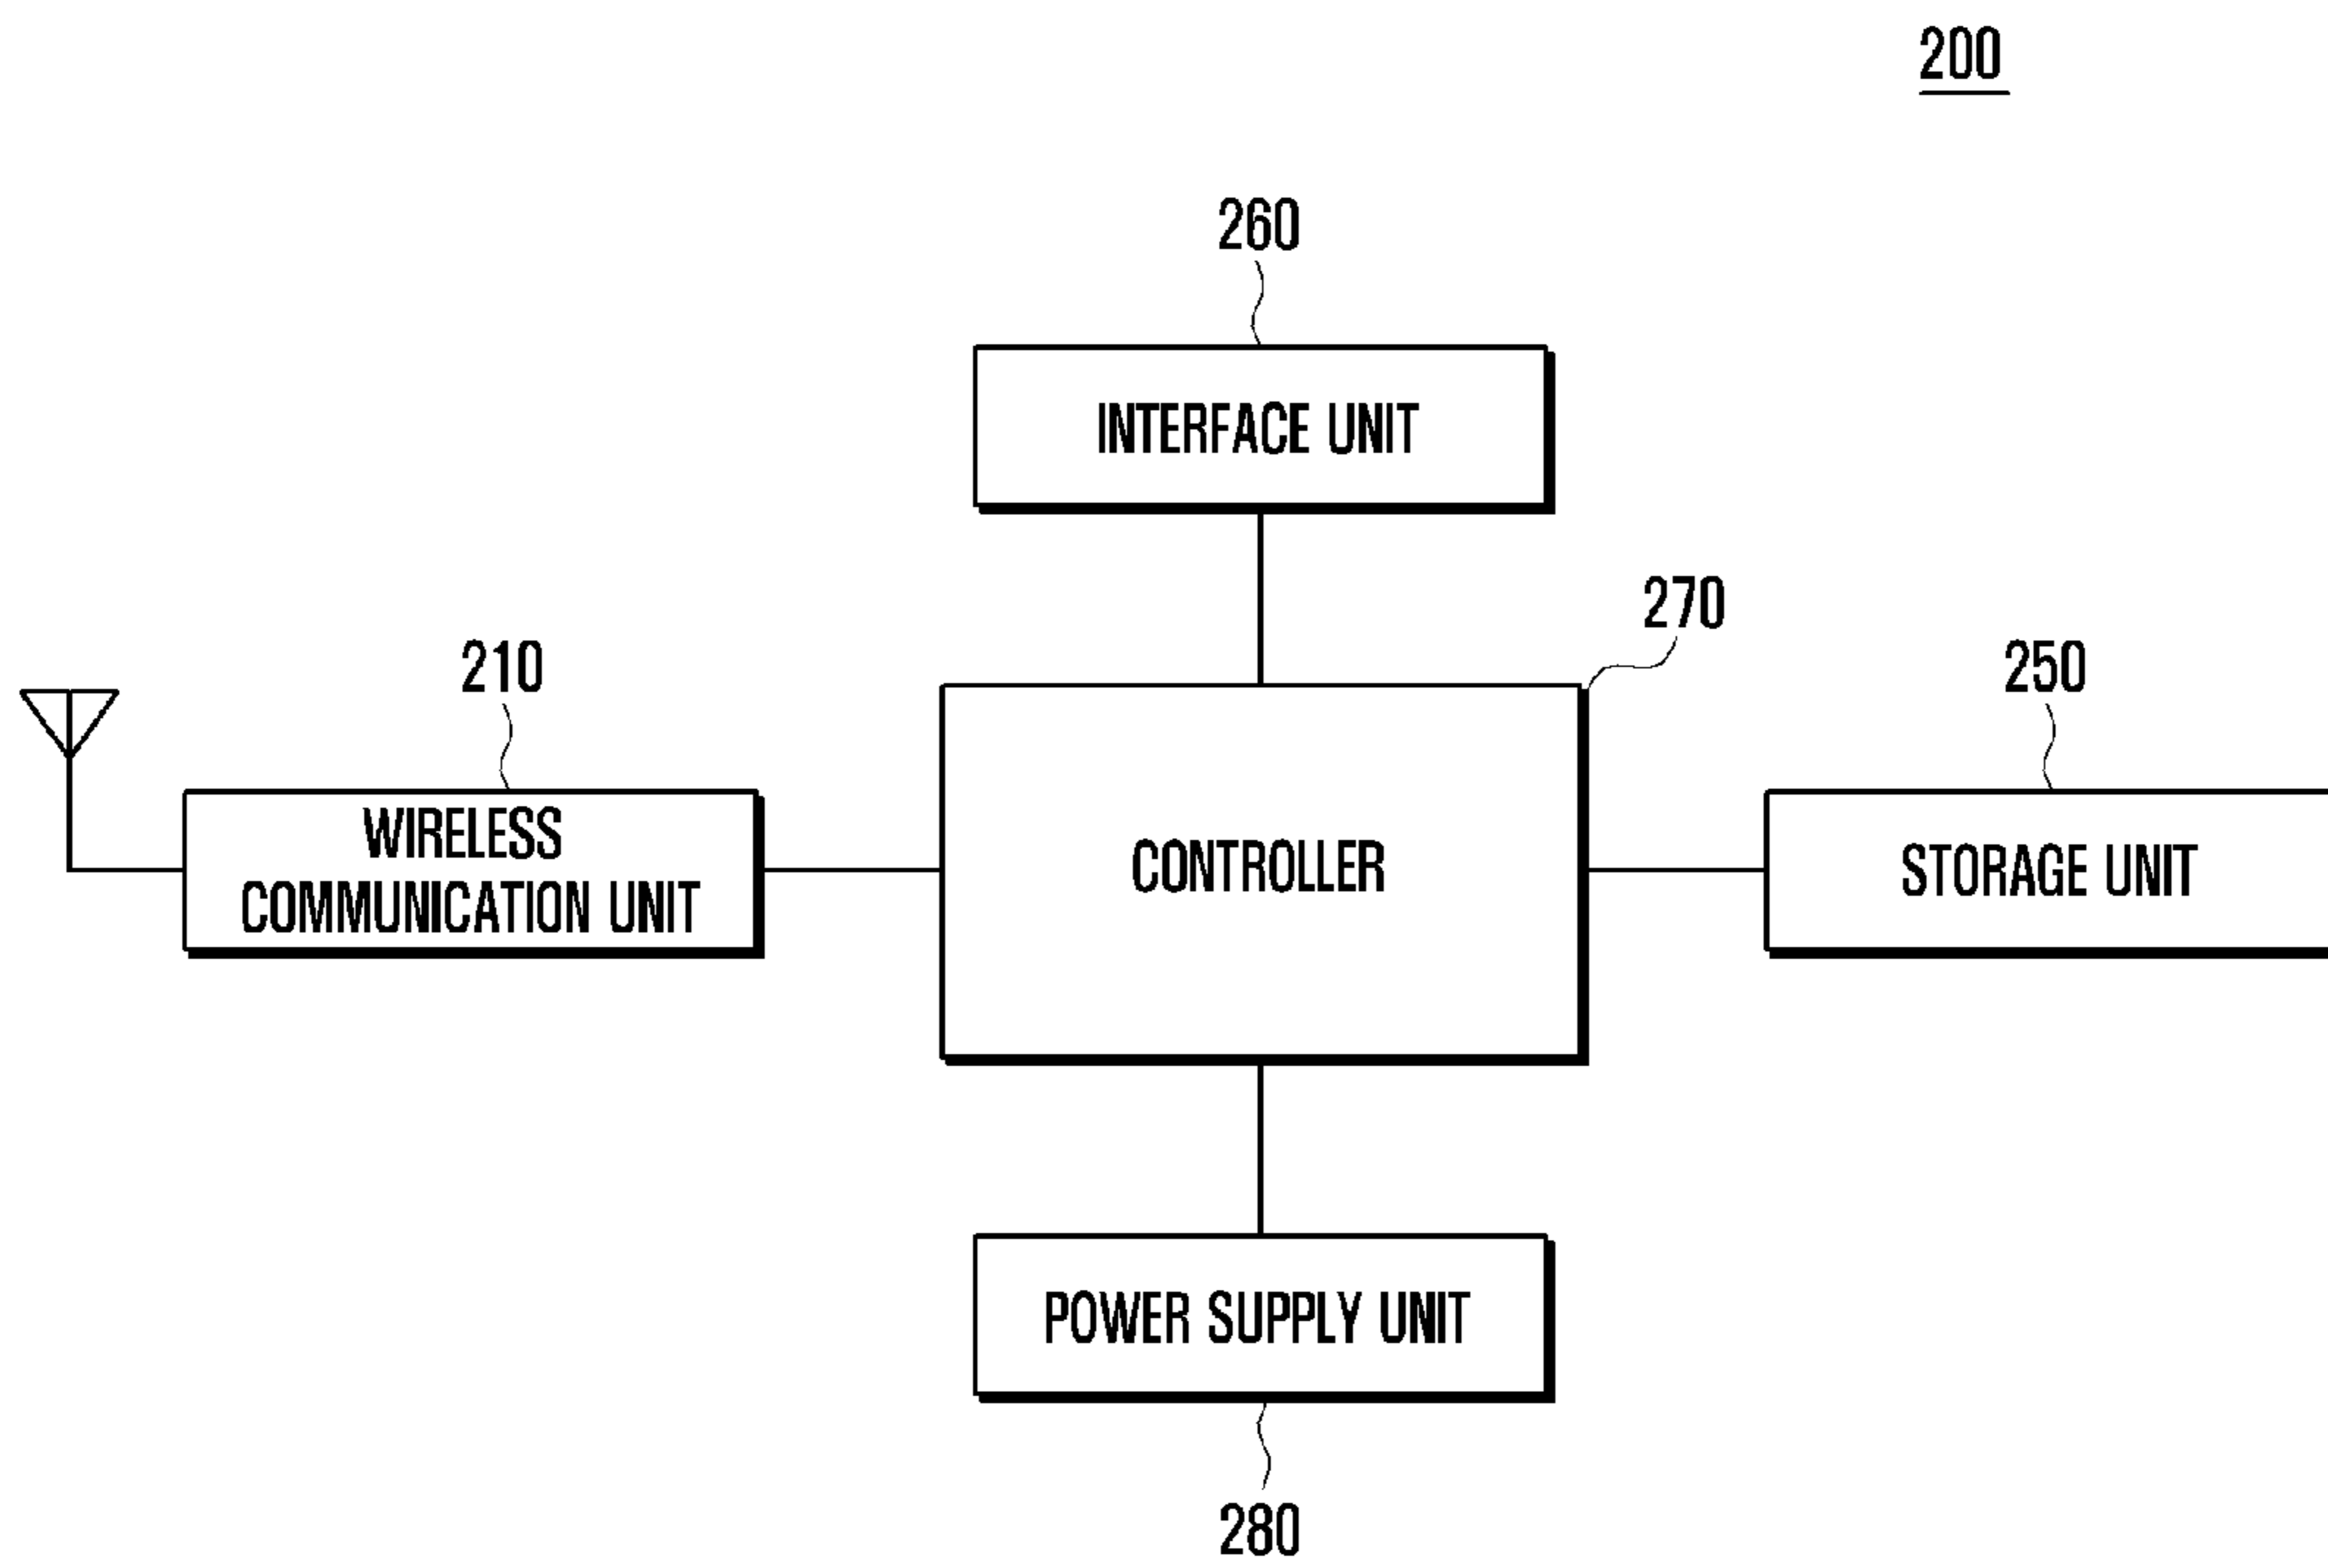 200
260
INTERFACE UNIT
270
210
250
WIRELESS
COMMUNICATION UNIT
CONTROLLER
STORAGE UNIT
POWER SUPPLY UNIT
280